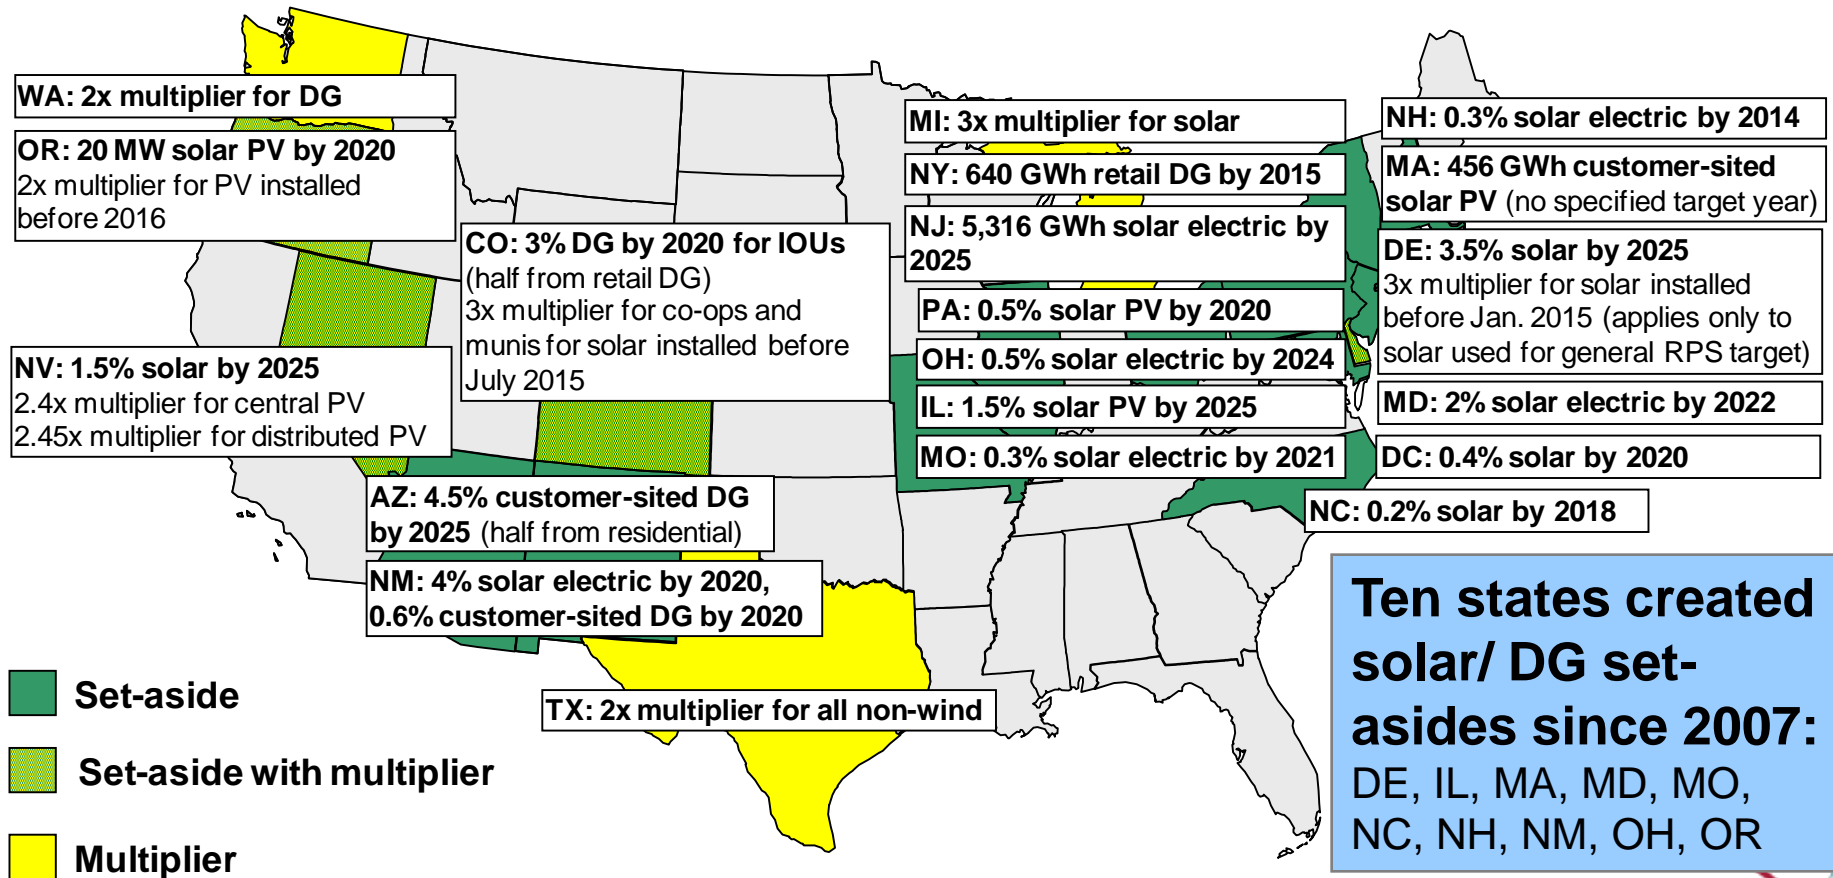 WA: 2x multiplier for DG
OR: 20 MW solar PV by 2020
2x multiplier for PV installed
before 2016
CO: 3% DG by 2020 for IOUs
(half from retail DG)
3x multiplier for co-ops and
munis for solar installed before
July 2015
NV: 1.5% solar by 2025
2.4x multiplier for central PV
2.45x multiplier for distributed PV
AZ: 4.5% customer-sited DG
by 2025 (half from residential)
NM: 4% solar electric by 2020,
0.6% customer-sited DG by 2020
TX: 2x multiplier for all non-wind
MI: 3x multiplier for solar
NY: 640 GWh retail DG by 2015
NJ: 5,316 GWh solar electric by
2025
PA: 0.5% solar PV by 2020
OH: 0.5% solar electric by 2024
IL: 1.5% solar PV by 2025
MO: 0.3% solar electric by 2021
NH: 0.3% solar electric by 2014
MA: 456 GWh customer-sited
solar PV (no specified target year)
DE: 3.5% solar by 2025
3x multiplier for solar installed
before Jan. 2015 (applies only to
solar used for general RPS target)
MD: 2% solar electric by 2022
DC: 0.4% solar by 2020
NC: 0.2% solar by 2018
Set-aside
Set-aside with multiplier
Multiplier
Ten states created
solar/ DG set-
asides since 2007:
DE, IL, MA, MD, MO,
NC, NH, NM, OH, OR